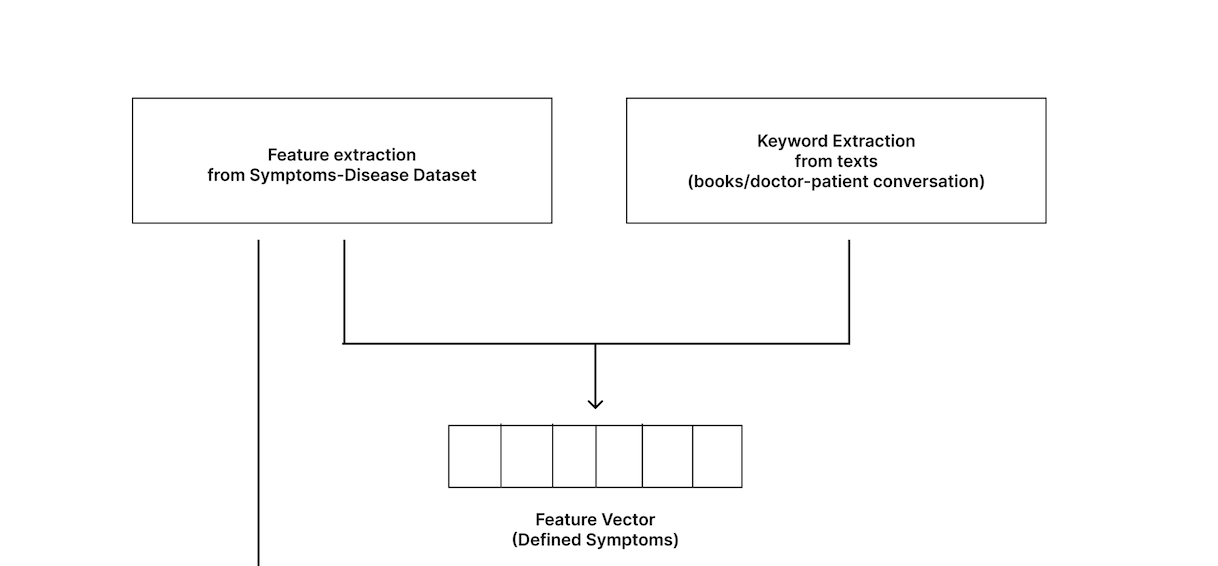 Feature extraction
from Symptoms-Disease Dataset
Keyword Extraction
from texts
(books/doctor-patient conversation)
Feature Vector
(Defined Symptoms)